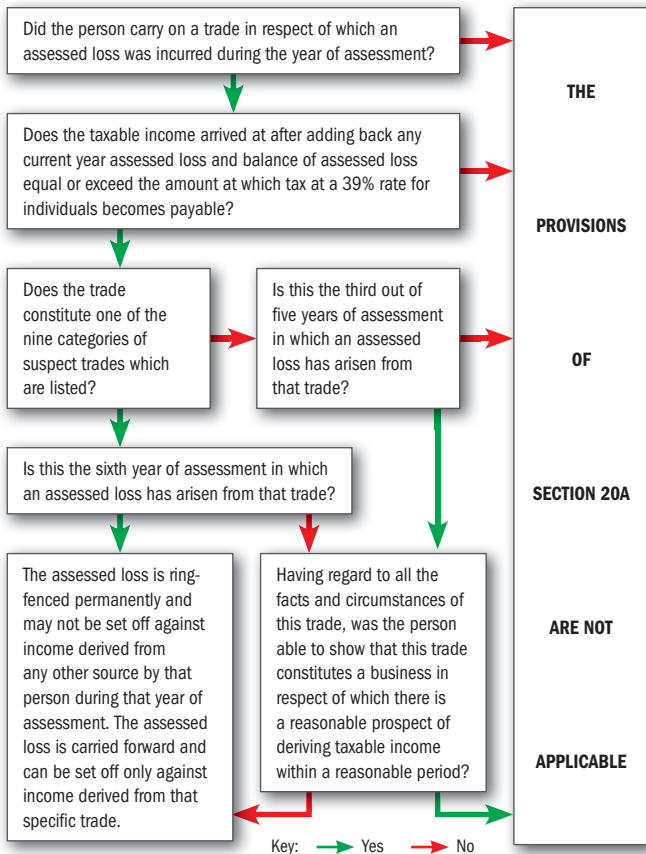 Did the person carry on a trade in respect of which an
assessed loss was incurred during the year of assessment?
Does the taxable income arrived at after adding back any
current year assessed loss and balance of assessed loss
equal or exceed the amount at which tax at a 39% rate for
individuals becomes payable?
Does the trade
constitute one of the
nine categories of
suspect trades which
are listed?
Is this the third out of
five years of assessment
in which an assessed
loss has arisen from
that trade?
Is this the sixth year of assessment in which
an assessed loss has arisen from that trade?
The assessed loss is ring-
fenced permanently and
may not be set off against
income derived from
any other source by that
person during that year of
assessment. The assessed
loss is carried forward and
can be set off only against
income derived from that
specific trade.
Having regard to all the
facts and circumstances of
this trade, was the person
able to show that this trade
constitutes a business in
respect of which there is
a reasonable prospect of
deriving taxable income
within a reasonable period?
THE
PROVISIONS
OF
SECTION 20A
ARE NOT
APPLICABLE
Key: Yes No